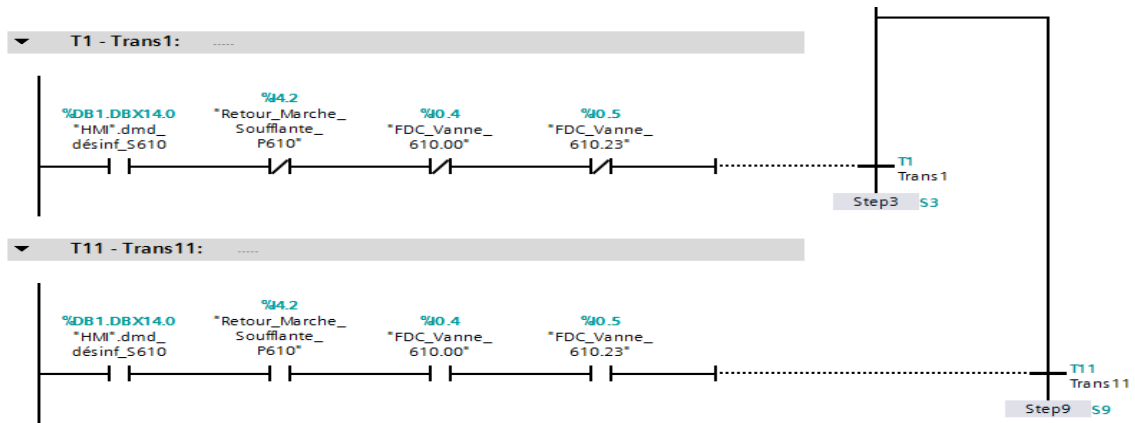 T1 - Trans1: .....
%DB1.DBX14.0
"HMI".dmd_
désinf_S610
%I4.2
"Retour_Marche_
Soufflante_
P610"
%I0.4
"FDC_Vanne_
610.00"
%I0.5
"FDC_Vanne_
610.23"
T1
Trans1
Step3 S3
T11 - Trans11: .....
%DB1.DBX14.0
"HMI".dmd_
désinf_S610
%I4.2
"Retour_Marche_
Soufflante_
P610"
%I0.4
"FDC_Vanne_
610.00"
%I0.5
"FDC_Vanne_
610.23"
T11
Trans11
Step9 S9